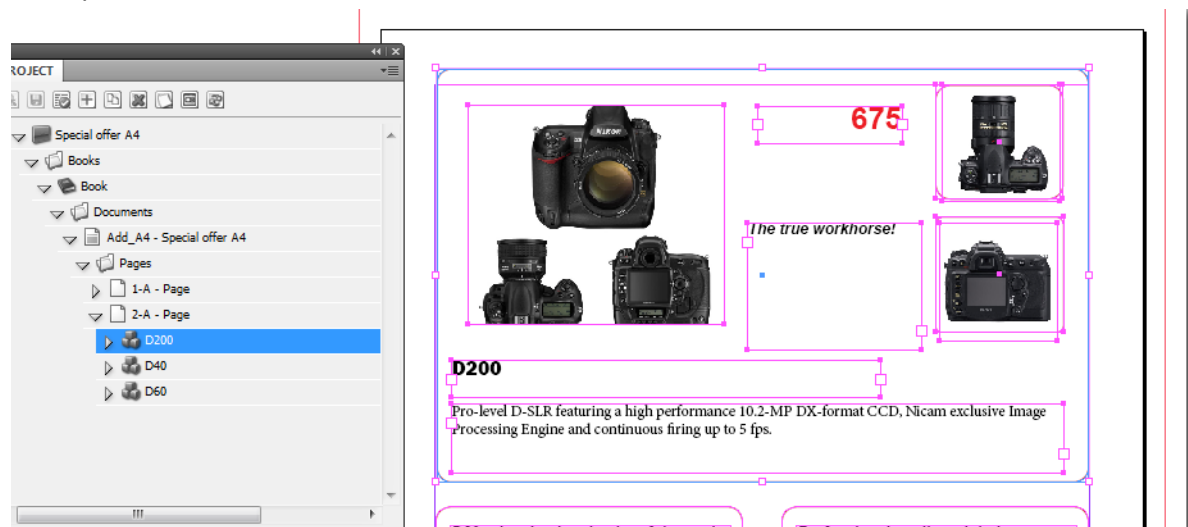 ROJECT
Special offer A4
Books
Book
Documents
Add_A4 - Special offer A4
Pages
1-A - Page
2-A - Page
D200
D40
D60
675
The true workhorse!
D200
Pro-level D-SLR featuring a high performance 10.2-MP DX-format CCD, Nicam exclusive Image
Processing Engine and continuous firing up to 5 fps.